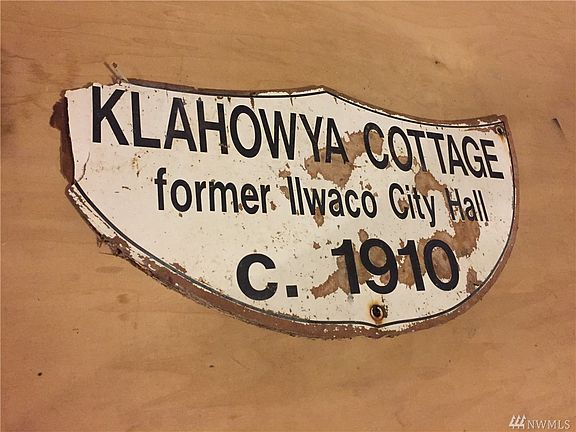 KLAHOWYA COTTAGE
former Ilwaco City Hall
c. 1910
NWMLS